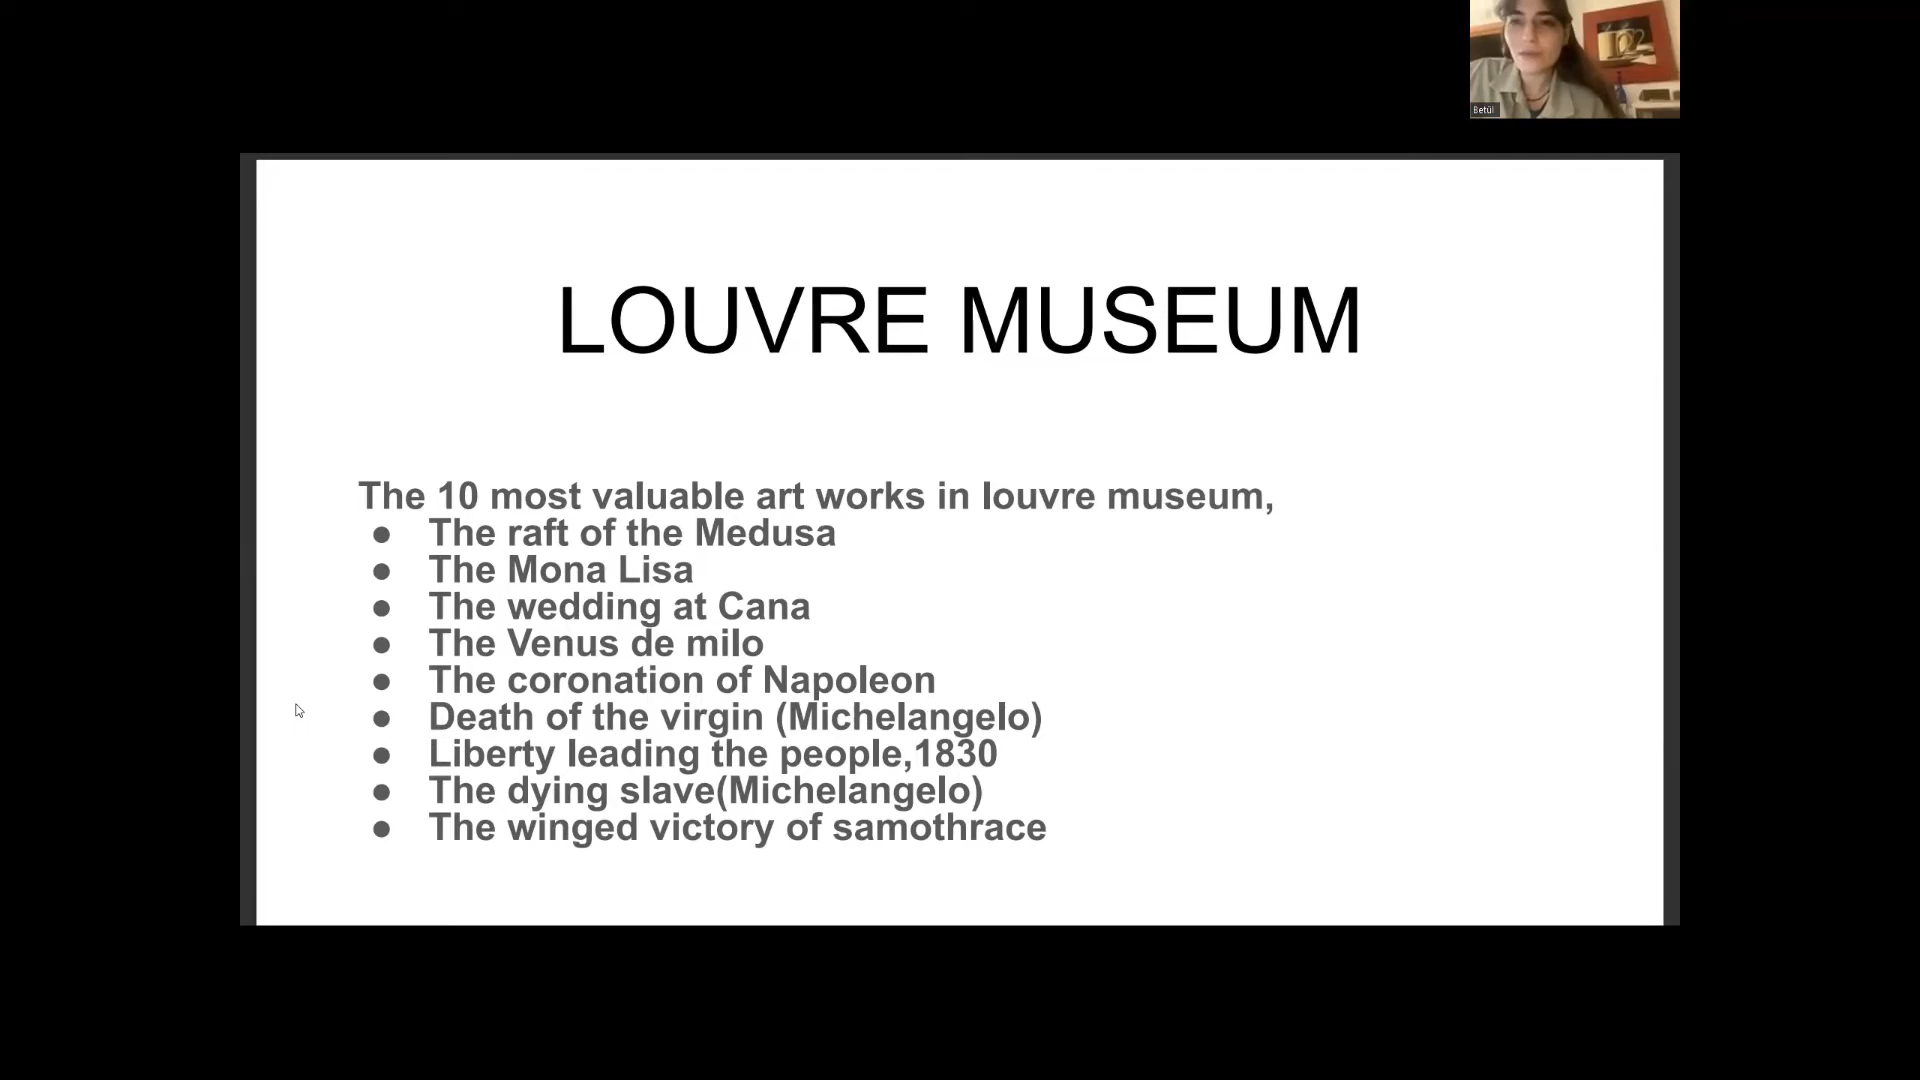 Betül
LOUVRE MUSEUM
The 10 most valuable art works in louvre museum,
● The raft of the Medusa
● The Mona Lisa
● The wedding at Cana
● The Venus de milo
● The coronation of Napoleon
● Death of the virgin (Michelangelo)
● Liberty leading the people,1830
● The dying slave(Michelangelo)
● The winged victory of samothrace